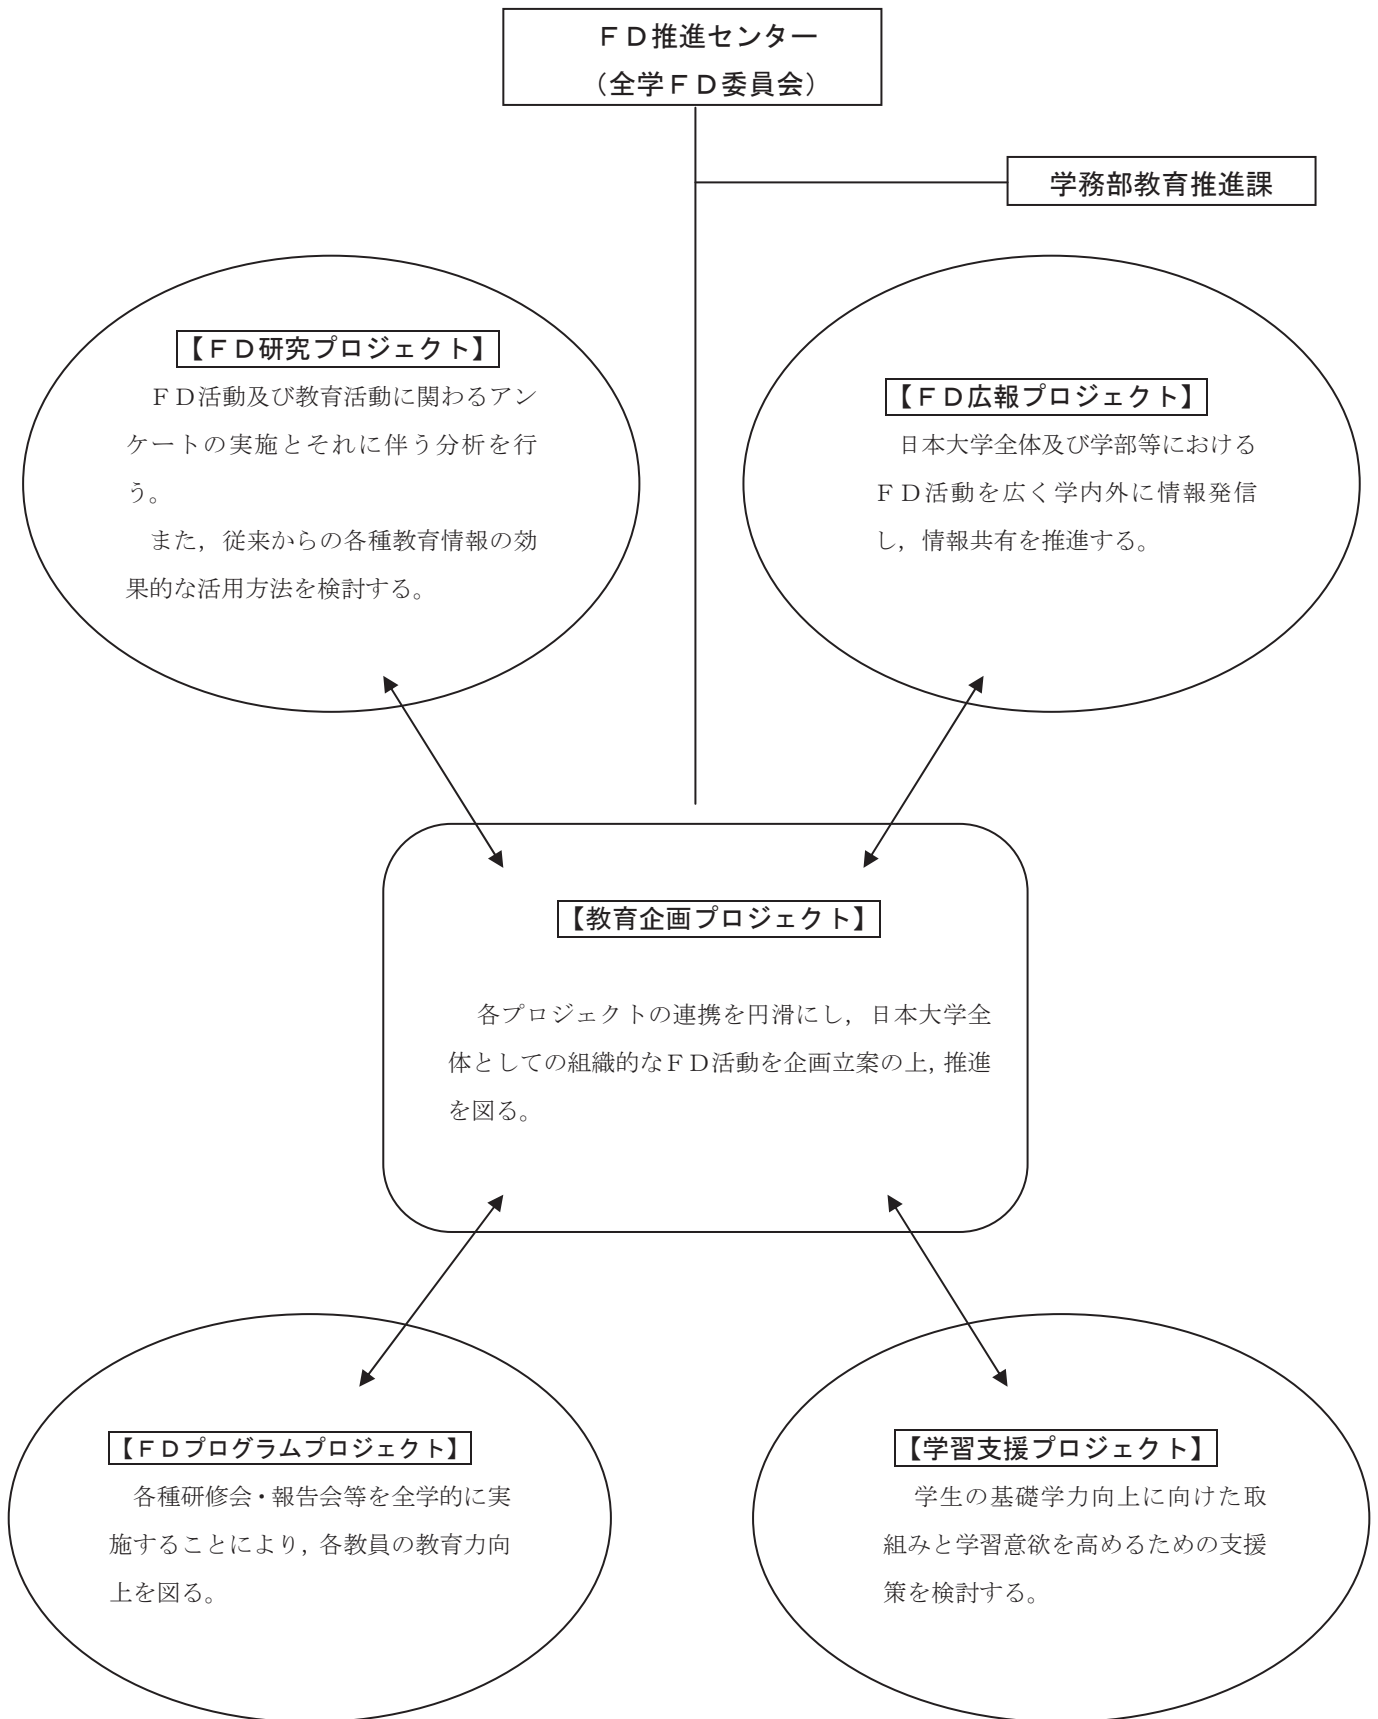 ＦＤ推進センター
（全学ＦＤ委員会）
学務部教育推進課
【ＦＤ研究プロジェクト】
ＦＤ活動及び教育活動に関わるアン
ケートの実施とそれに伴う分析を行
う。
また，従来からの各種教育情報の効
果的な活用方法を検討する。
【ＦＤ広報プロジェクト】
日本大学全体及び学部等における
ＦＤ活動を広く学内外に情報発信
し，情報共有を推進する。
【教育企画プロジェクト】
各プロジェクトの連携を円滑にし，日本大学全
体としての組織的なＦＤ活動を企画立案の上，推進
を図る。
【ＦＤプログラムプロジェクト】
各種研修会・報告会等を全学的に実
施することにより，各教員の教育力向
上を図る。
【学習支援プロジェクト】
学生の基礎学力向上に向けた取
組みと学習意欲を高めるための支援
策を検討する。